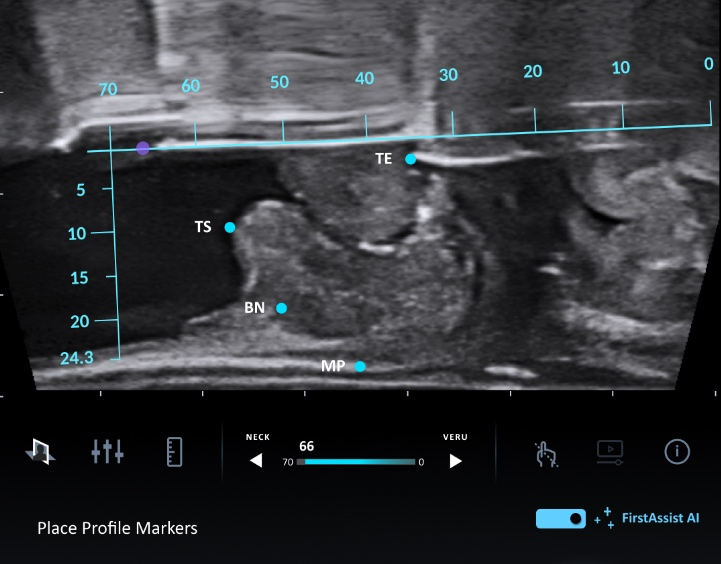 70 60 50 40 30 20 10 0
TE
5
TS
10
15
BN
20
24.3
MP
NECK 66 VERU
70 0
Place Profile Markers
FirstAssist AI